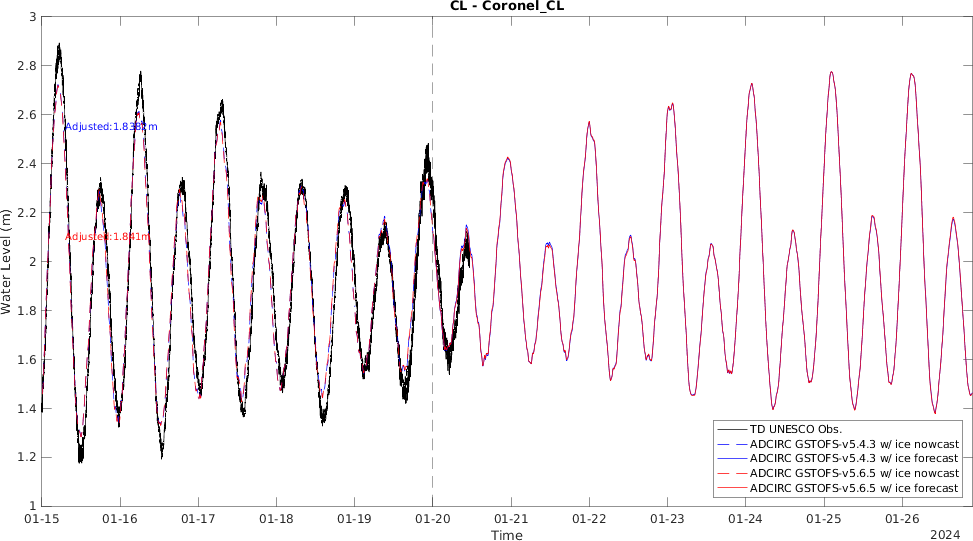 CL - Coronel_CL
3
2.8
2.6
2.4
2.2
2
1.8
1.6
1.4
1.2
1
Water Level (m)
Adjusted:1.8387m
Adjusted:1.841m
TD UNESCO Obs.
ADCIRC GSTOFS-v5.4.3 w/ ice nowcast
ADCIRC GSTOFS-v5.4.3 w/ ice forecast
ADCIRC GSTOFS-v5.6.5 w/ ice nowcast
ADCIRC GSTOFS-v5.6.5 w/ ice forecast
01-15 01-16 01-17 01-18 01-19 01-20 01-21 01-22 01-23 01-24 01-25 01-26
Time
2024